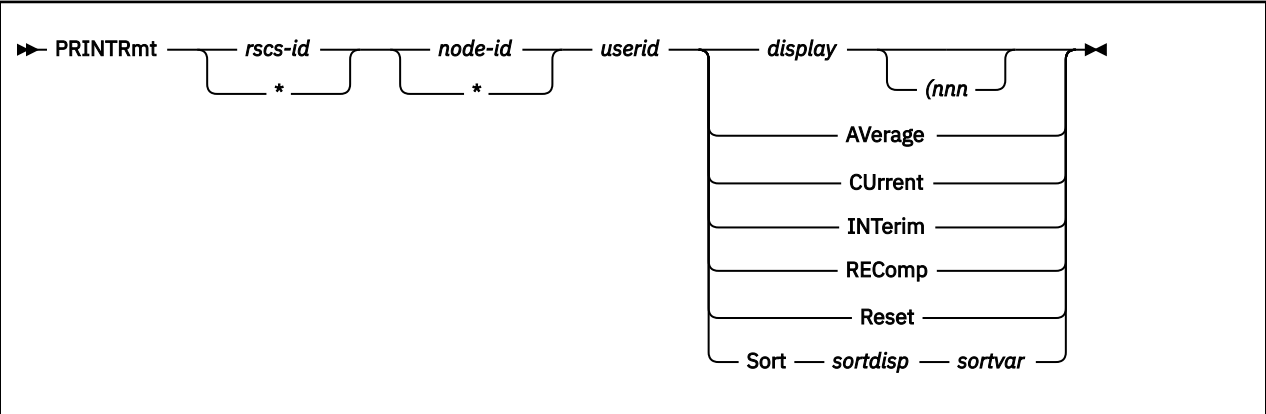 PRINTRmt rscs-id node-id userid display
* * (nnn
AVerage
CUrrent
INTerim
REComp
Reset
Sort sortdisp sortvar